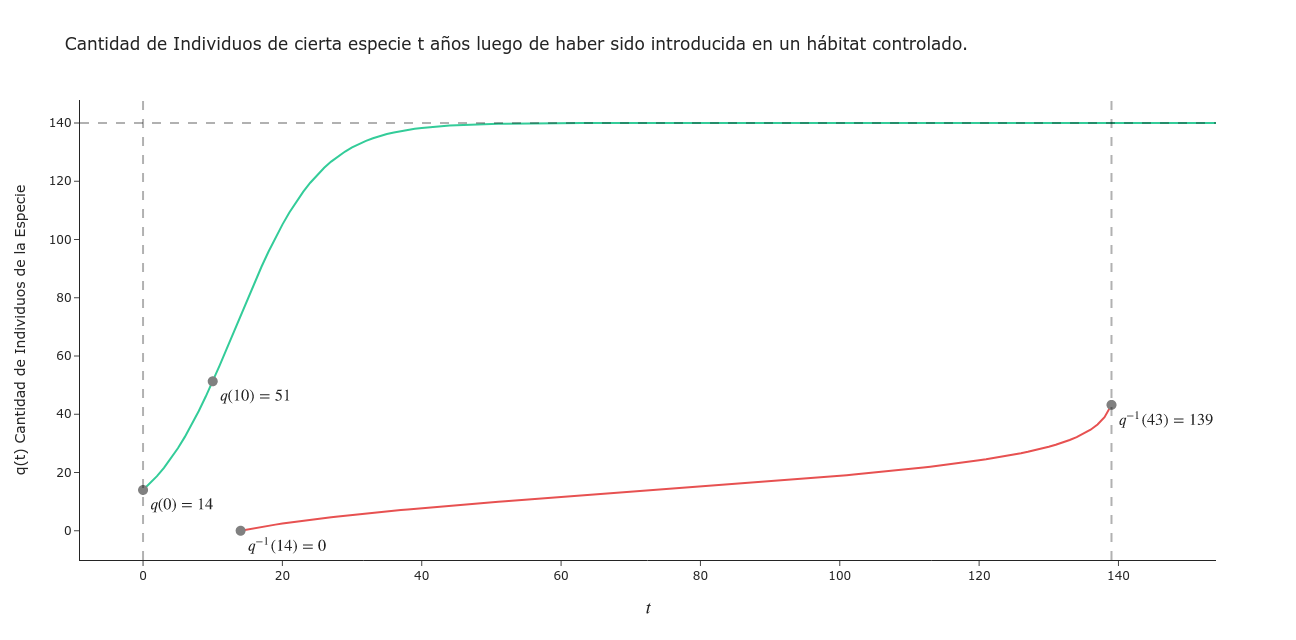 Cantidad de Individuos de cierta especie t años luego de haber sido introducida en un hábitat controlado.
q(t) Cantidad de Individuos de la Especie
140
120
100
80
60
40
20
0
q(10) = 51
q(0) = 14
q⁻¹(43) = 139
q⁻¹(14) = 0
0 20 40 60 80 100 120 140
t